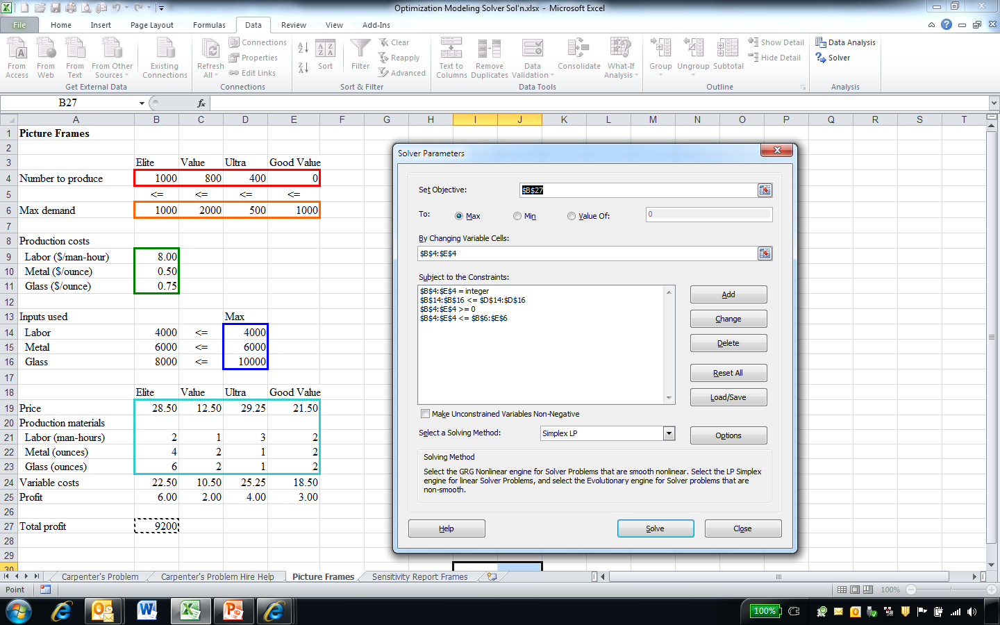 Optimization Modeling Solver Sol'n.xlsx - Microsoft Excel
File Home Insert Page Layout Formulas Data Review View Add-Ins
From Access From Web From Text From Other Sources Existing Connections
Get External Data
Refresh All Connections Properties Edit Links
Connections
Sort Filter Clear Reapply Advanced
Sort & Filter
Text to Columns Remove Duplicates Data Validation Consolidate What-If Analysis
Data Tools
Group Ungroup Subtotal Show Detail Hide Detail
Outline
Data Analysis Solver
Analysis
B27 fx
A B C D E F G H I J K L M N O P Q R S T
1 Picture Frames
2
3 Elite Value Ultra Good Value
4 Number to produce 1000 800 400 0
5 <= <= <= <=
6 Max demand 1000 2000 500 1000
7
8 Production costs
9 Labor ($/man-hour) 8.00
10 Metal ($/ounce) 0.50
11 Glass ($/ounce) 0.75
12
13 Inputs used Max
14 Labor 4000 <= 4000
15 Metal 6000 <= 6000
16 Glass 8000 <= 10000
17
18 Elite Value Ultra Good Value
19 Price 28.50 12.50 29.25 21.50
20 Production materials
21 Labor (man-hours) 2 1 3 2
22 Metal (ounces) 4 2 1 2
23 Glass (ounces) 6 2 1 2
24 Variable costs 22.50 10.50 25.25 18.50
25 Profit 6.00 2.00 4.00 3.00
26
27 Total profit 9200
28
29
30
Solver Parameters
Set Objective: $B$27
To: Max Min Value Of: 0
By Changing Variable Cells:
$B$4:$E$4
Subject to the Constraints:
$B$4:$E$4 = integer
$B$14:$B$16 <= $D$14:$D$16
$B$4:$E$4 >= 0
$B$4:$E$4 <= $B$6:$E$6
Add
Change
Delete
Reset All
Load/Save
Make Unconstrained Variables Non-Negative
Select a Solving Method: Simplex LP Options
Solving Method
Select the GRG Nonlinear engine for Solver Problems that are smooth nonlinear. Select the LP Simplex
engine for linear Solver Problems, and select the Evolutionary engine for Solver problems that are
non-smooth.
Help Solve Close
Carpenter's Problem Carpenter's Problem Hire Help Picture Frames Sensitivity Report Frames
Point 100%
100%